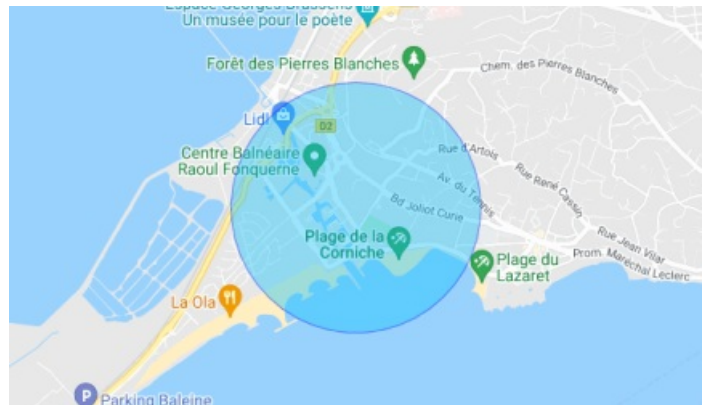 Espace Georges Brassens
Un musée pour le poète
Forêt des Pierres Blanches
Chem. des Pierres Blanches
Lidl
D2
Centre Balnéaire
Raoul Fonquerne
Rue d'Artois
Rue René Cassin
Av. du Tennis
Bd Joliot Curie
Rue Jean Vilar
Plage de la
Corniche
Prom. Maréchal Leclerc
Plage du
Lazaret
La Ola
Parking Baleine